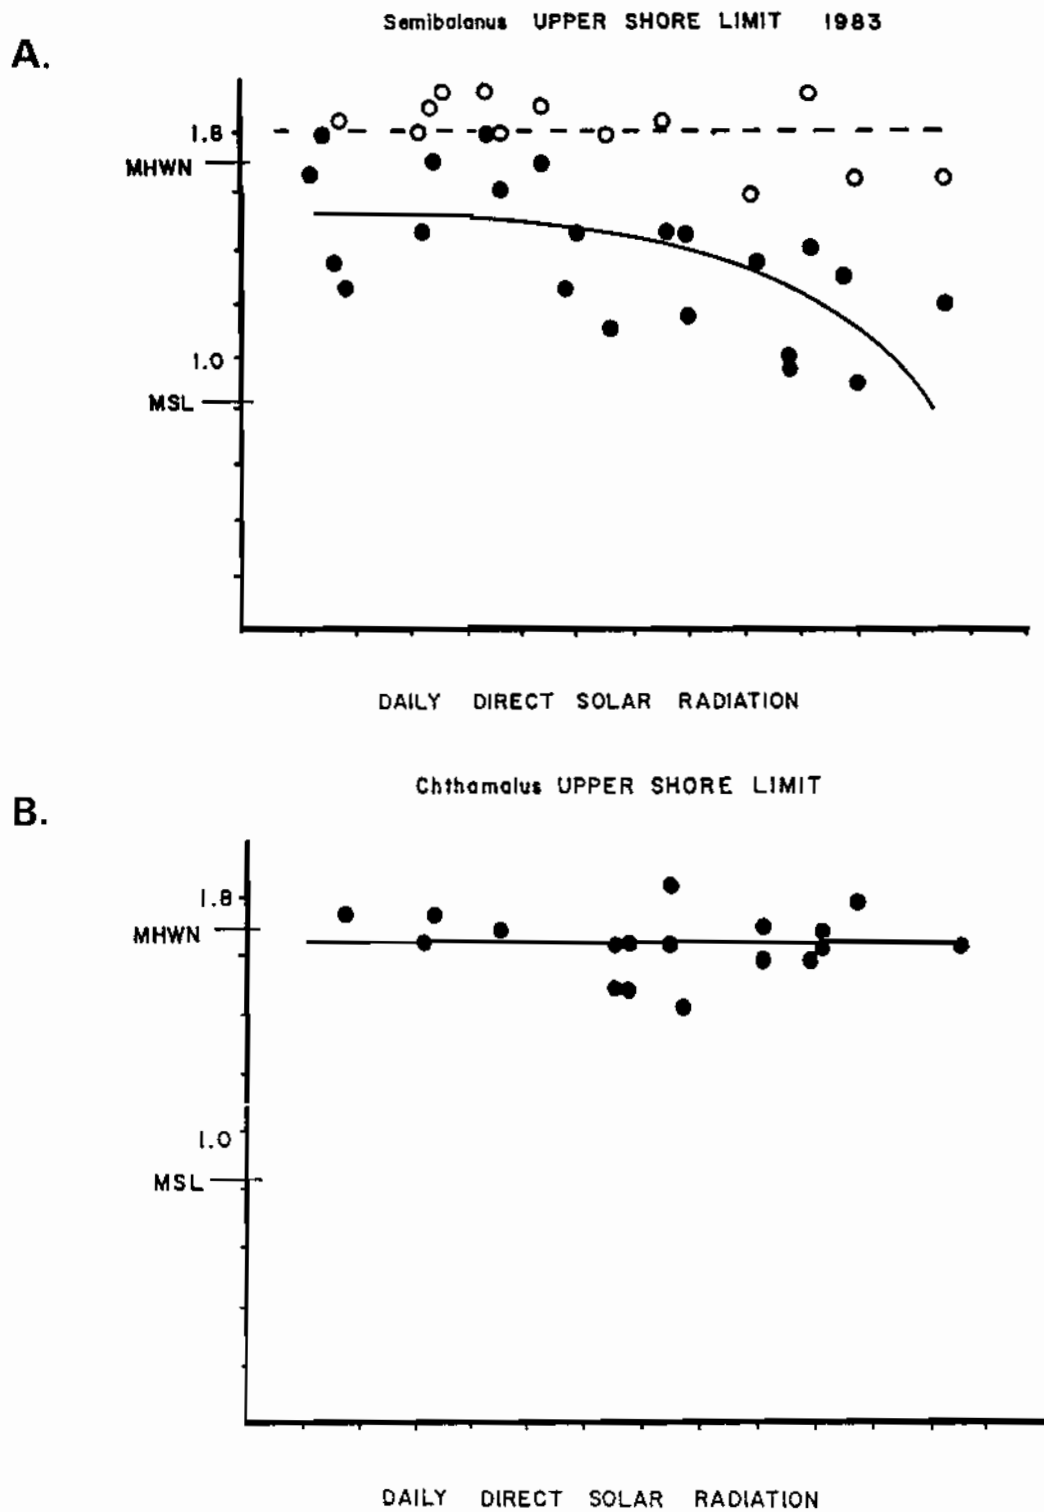 Semibalanus UPPER SHORE LIMIT 1983
A.
1.8
MHWN
1.0
MSL
DAILY DIRECT SOLAR RADIATION
Chthamalus UPPER SHORE LIMIT
B.
1.8
MHWN
1.0
MSL
DAILY DIRECT SOLAR RADIATION